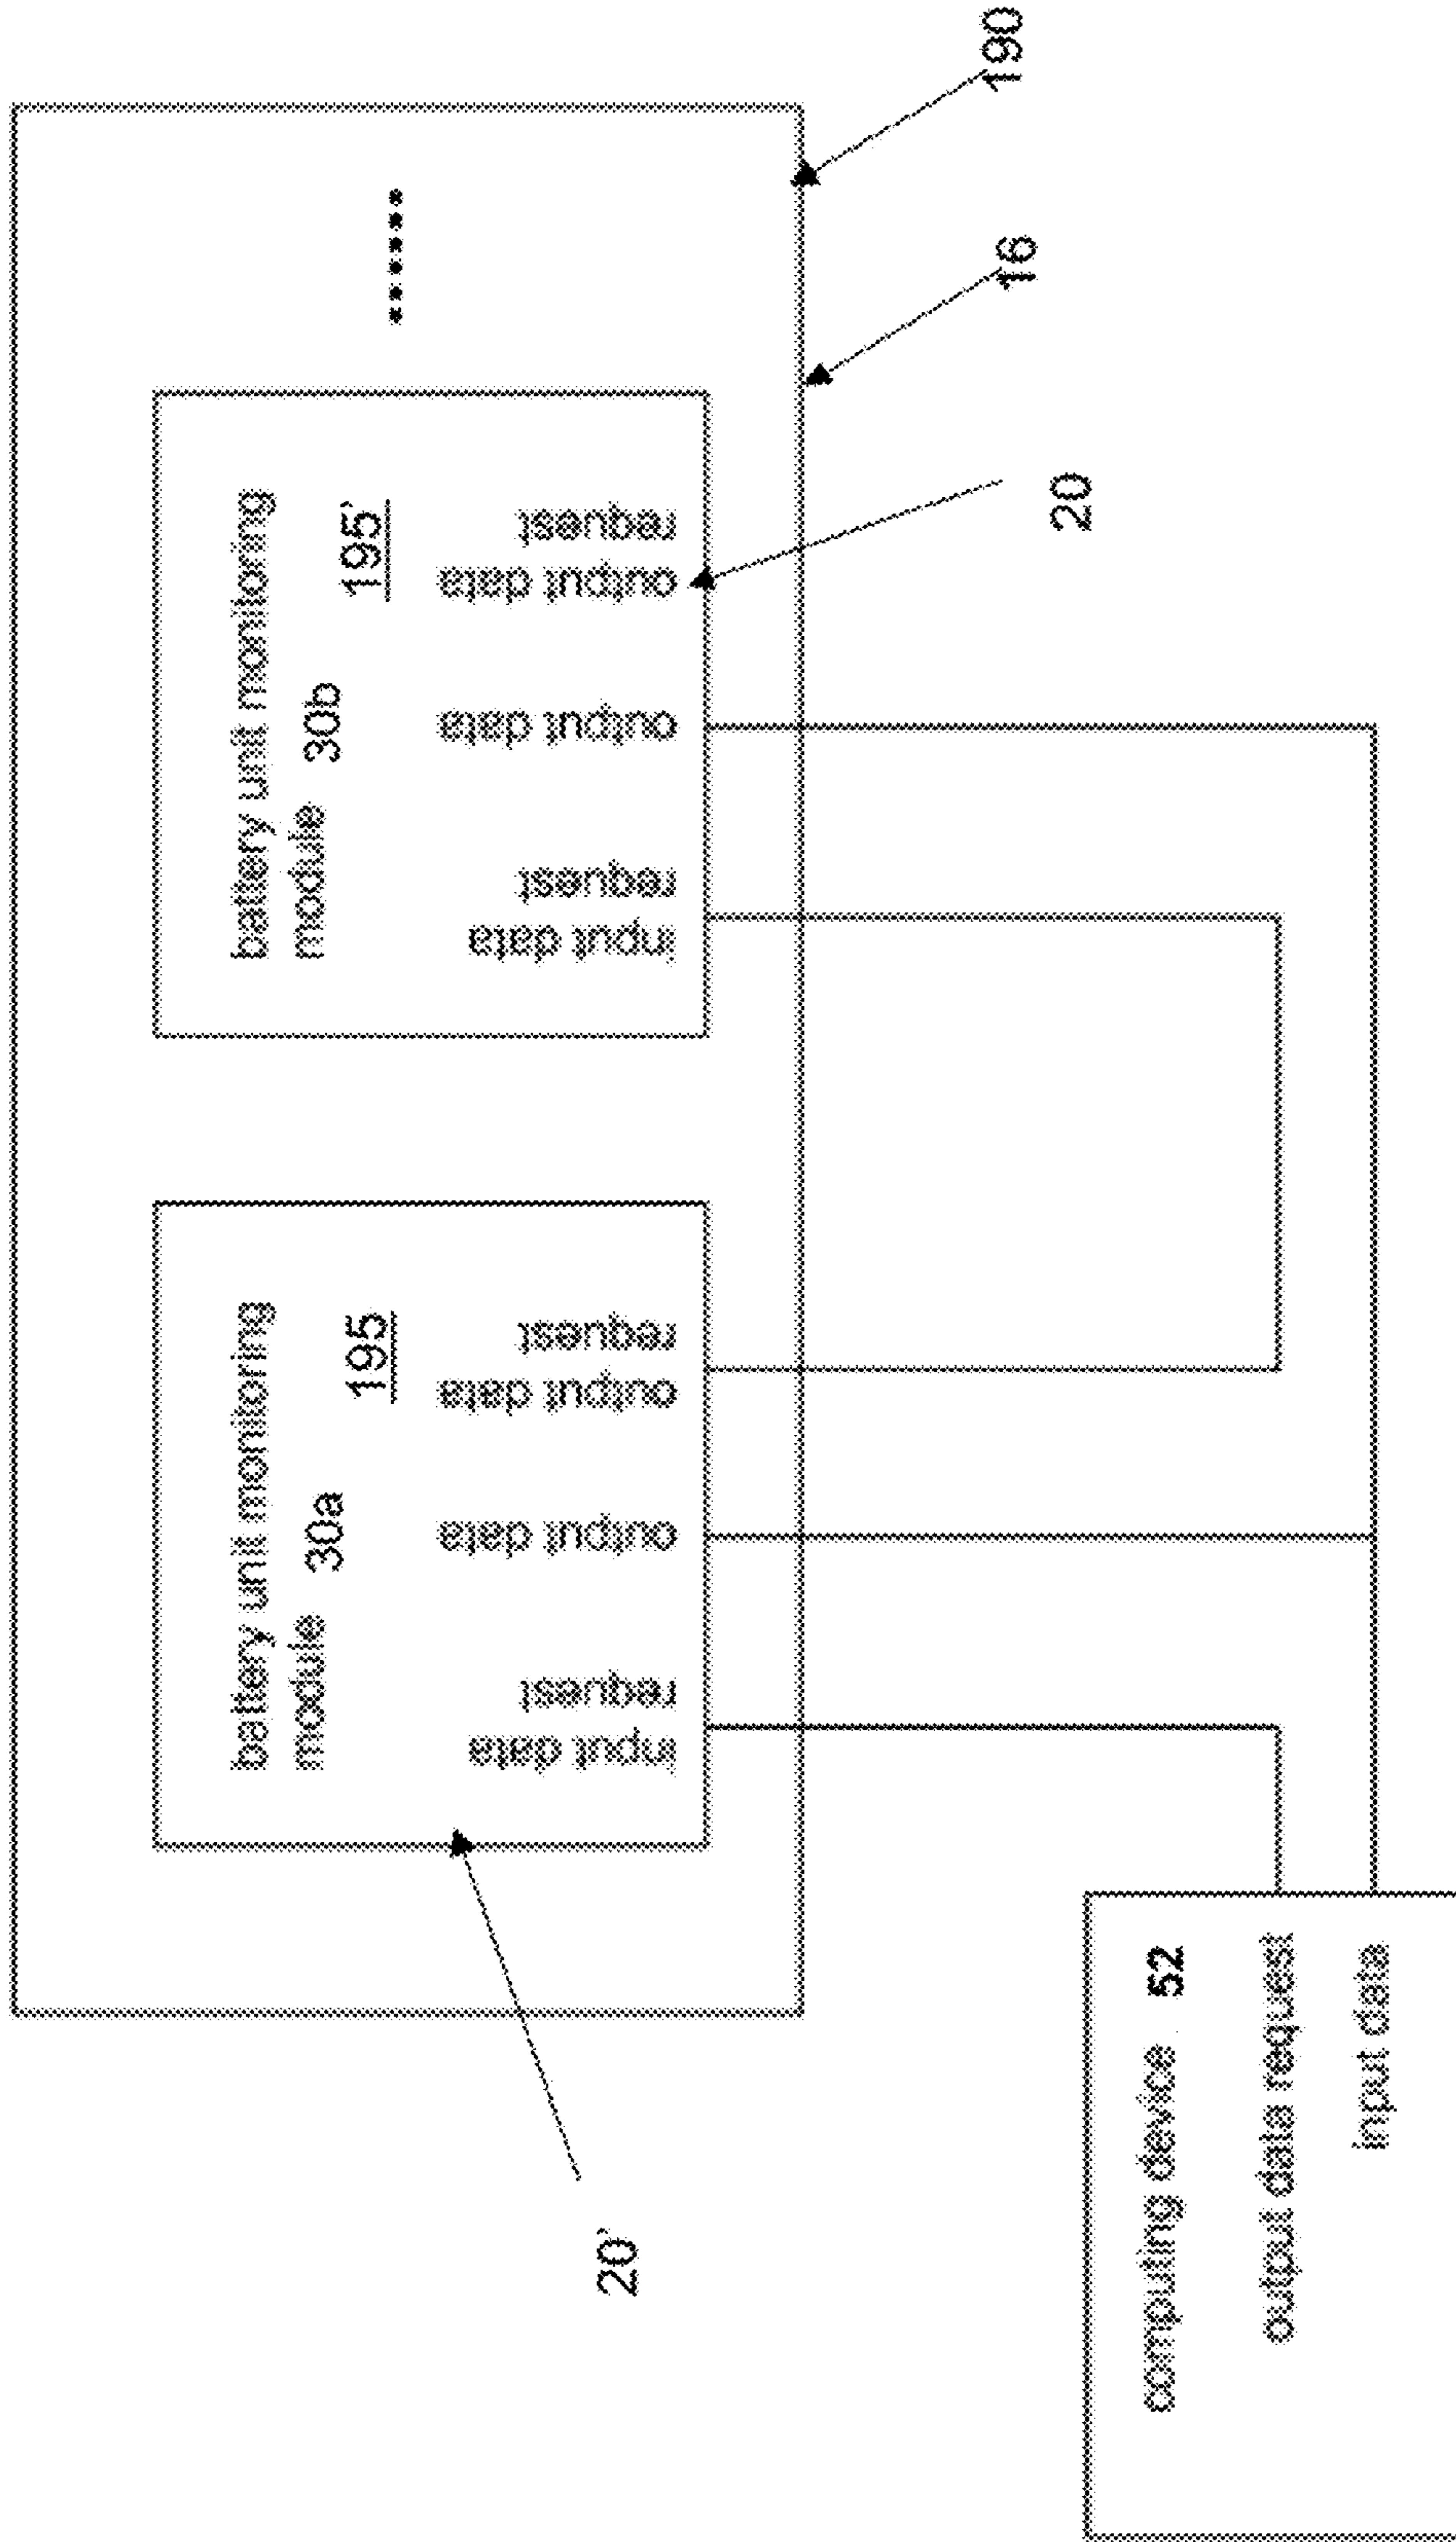 battery unit monitoring
module 30a
195
input data
request
output data
output data
request
battery unit monitoring
module 30b
195'
input data
request
output data
output data
request
20'
20
16
190
computing device 52
output data request
input data